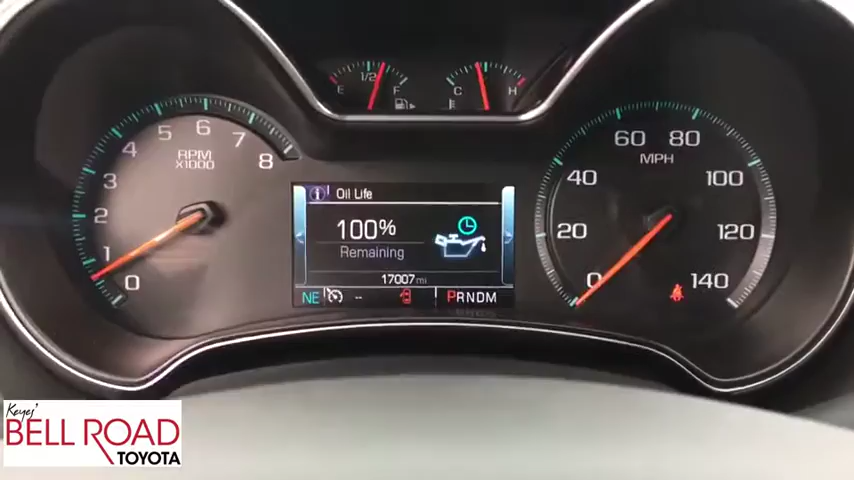 E 1/2 F
C H
0 1 2 3 4 5 6 7 8
RPM
X1000
Oil Life
100%
Remaining
17007 mi
NE -- PRNDM
0 20 40 60 80 100 120 140
MPH
Keyes'
BELL ROAD
TOYOTA